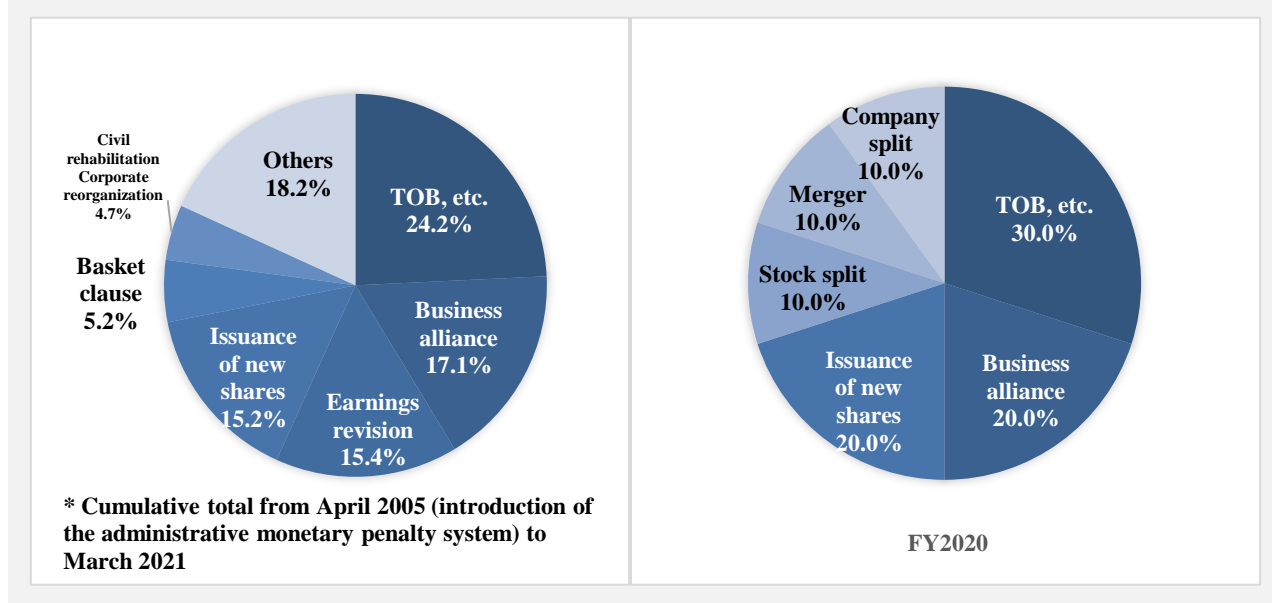 Others
18.2%
TOB, etc.
24.2%
Business
alliance
17.1%
Earnings
revision
15.4%
Issuance
of new
shares
15.2%
Basket
clause
5.2%
Civil
rehabilitation
Corporate
reorganization
4.7%
* Cumulative total from April 2005 (introduction of
the administrative monetary penalty system) to
March 2021
Company
split
10.0%
TOB, etc.
30.0%
Business
alliance
20.0%
Issuance
of new
shares
20.0%
Stock split
10.0%
Merger
10.0%
FY2020